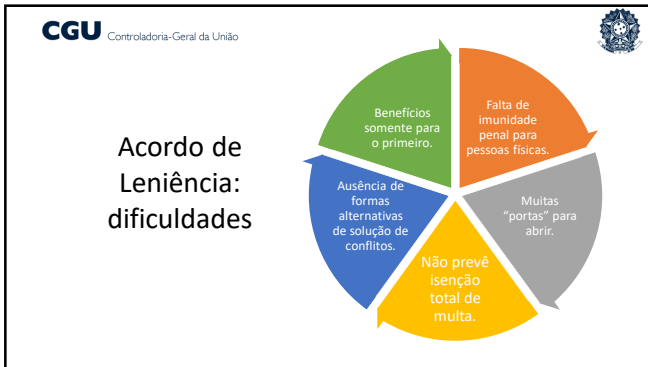 CGU Controladoria-Geral da União
Acordo de
Leniência:
dificuldades
Benefícios
somente para
o primeiro.
Falta de
imunidade
penal para
pessoas físicas.
Muitas
“portas” para
abrir.
Não prevê
isenção
total de
multa.
Ausência de
formas
alternativas
de solução de
conflitos.